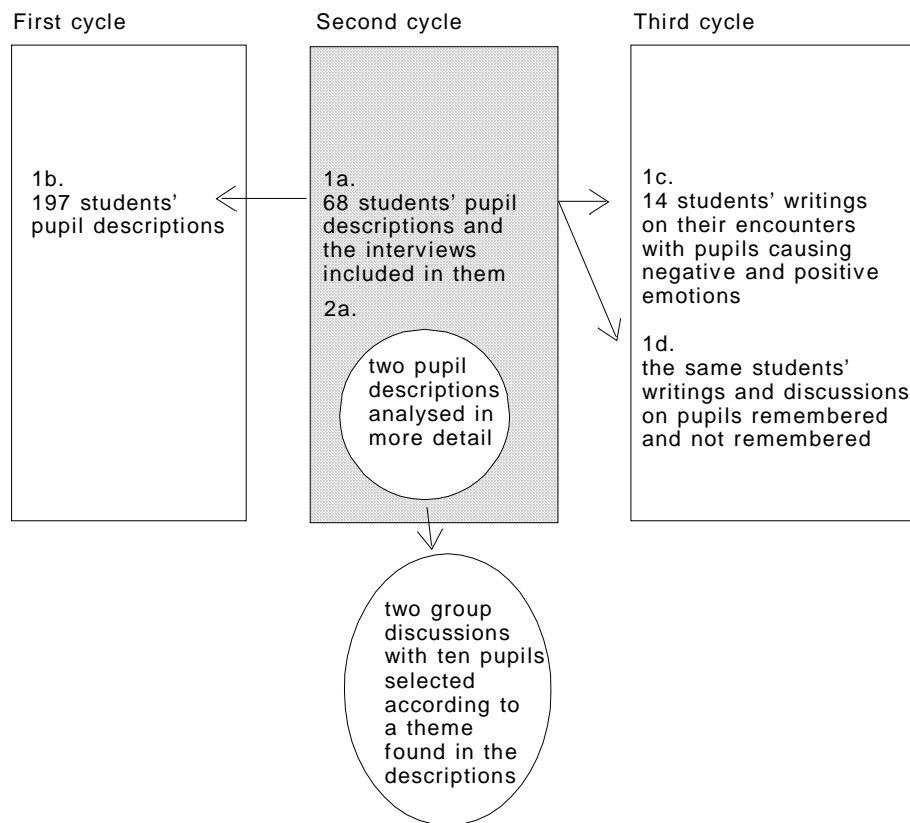 First cycle
Second cycle
Third cycle
1b.
197 students'
pupil descriptions
1a.
68 students' pupil
descriptions and
the interviews
included in them
2a.
two pupil
descriptions
analysed in
more detail
1c.
14 students' writings
on their encounters
with pupils causing
negative and positive
emotions
1d.
the same students'
writings and discussions
on pupils remembered
and not remembered
two group
discussions
with ten pupils
selected
according to
a theme
found in the
descriptions